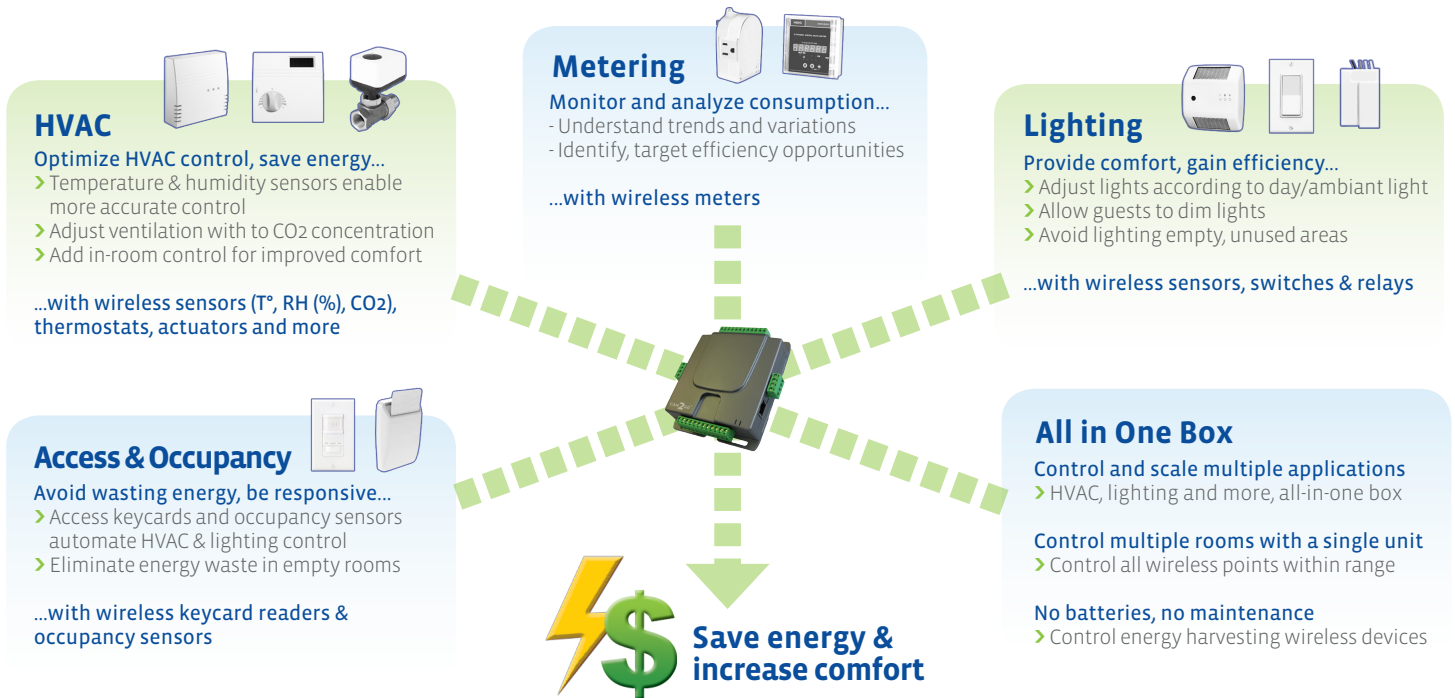 HVAC
Optimize HVAC control, save energy...
> Temperature & humidity sensors enable
more accurate control
> Adjust ventilation with to CO2 concentration
> Add in-room control for improved comfort
...with wireless sensors (T°, RH (%), CO2),
thermostats, actuators and more
Metering
Monitor and analyze consumption...
- Understand trends and variations
- Identify, target efficiency opportunities
...with wireless meters
Lighting
Provide comfort, gain efficiency...
> Adjust lights according to day/ambiant light
> Allow guests to dim lights
> Avoid lighting empty, unused areas
...with wireless sensors, switches & relays
Access & Occupancy
Avoid wasting energy, be responsive...
> Access keycards and occupancy sensors
automate HVAC & lighting control
> Eliminate energy waste in empty rooms
...with wireless keycard readers &
occupancy sensors
All in One Box
Control and scale multiple applications
> HVAC, lighting and more, all-in-one box
Control multiple rooms with a single unit
> Control all wireless points within range
No batteries, no maintenance
> Control energy harvesting wireless devices
$
Save energy &
increase comfort